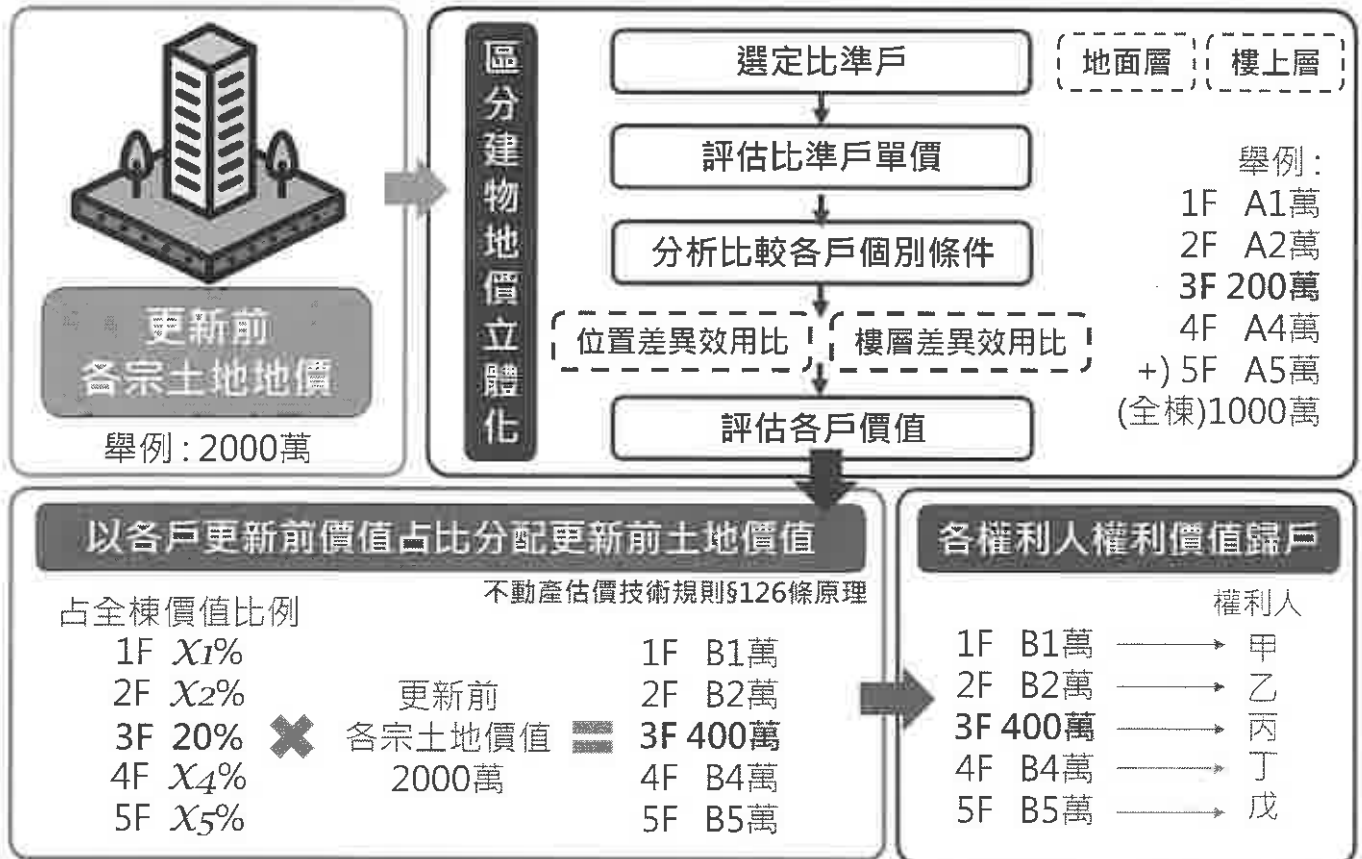 更新前
各宗土地地價
舉例：2000萬
區分建物地價立體化
選定比準戶
評估比準戶單價
分析比較各戶個別條件
位置差異效用比
樓層差異效用比
評估各戶價值
地面層
樓上層
舉例：
1F A1萬
2F A2萬
3F 200萬
4F A4萬
+) 5F A5萬
(全棟)1000萬
以各戶更新前價值占比分配更新前土地價值
不動產估價技術規則§126條原理
占全棟價值比例
1F X1%
2F X2%
3F 20%
4F X4%
5F X5%
更新前
各宗土地價值
2000萬
1F B1萬
2F B2萬
3F 400萬
4F B4萬
5F B5萬
各權利人權利價值歸戶
權利人
1F B1萬 甲
2F B2萬 乙
3F 400萬 丙
4F B4萬 丁
5F B5萬 戊